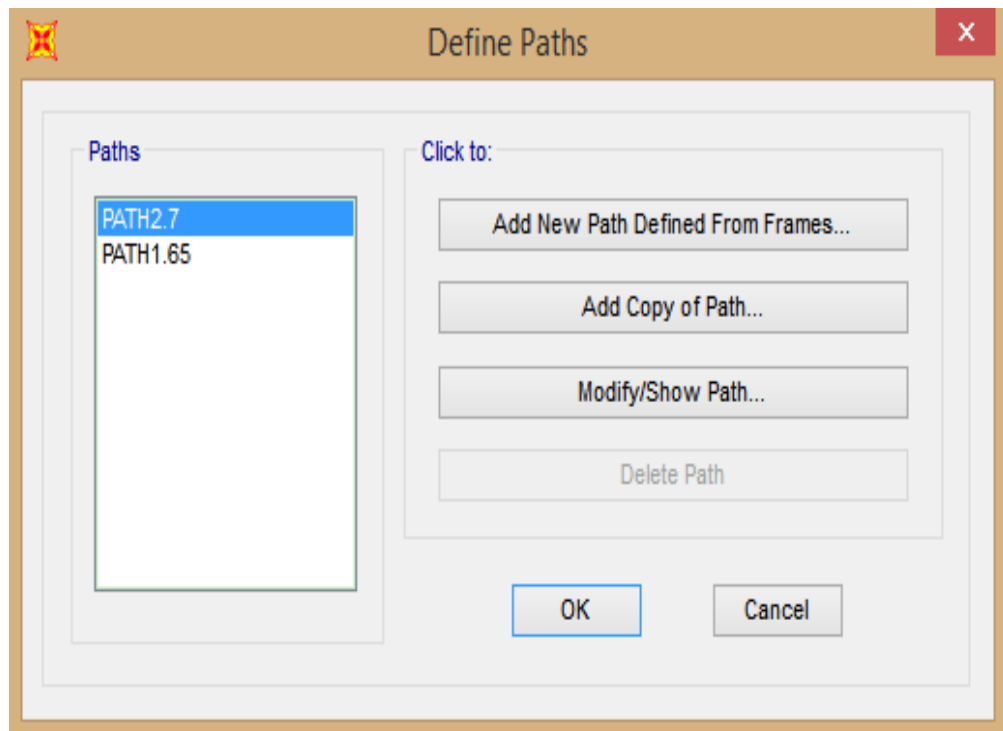 Define Paths
x
Paths
PATH2.7
PATH1.65
Click to:
Add New Path Defined From Frames...
Add Copy of Path...
Modify/Show Path...
Delete Path
OK
Cancel